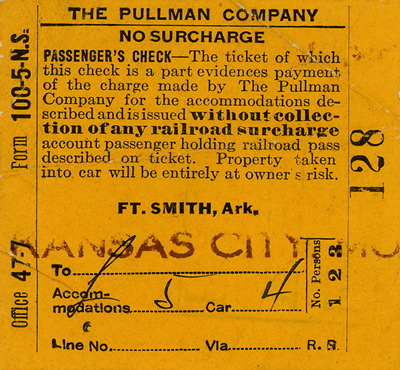 THE PULLMAN COMPANY
NO SURCHARGE
PASSENGER'S CHECK—The ticket of which
this check is a part evidences payment
of the charge made by The Pullman
Company for the accommodations de-
scribed and is issued without collec-
tion of any railroad surcharge
account passenger holding railroad pass
described on ticket. Property taken
into car will be entirely at owner's risk.
FT. SMITH, Ark.
KANSAS CITY MO
To
Accom-
modations 5 Car 4
Line No. Via R. R.
No. Persons 1 2 3
Form 100-5-N.S.
Office 477
128